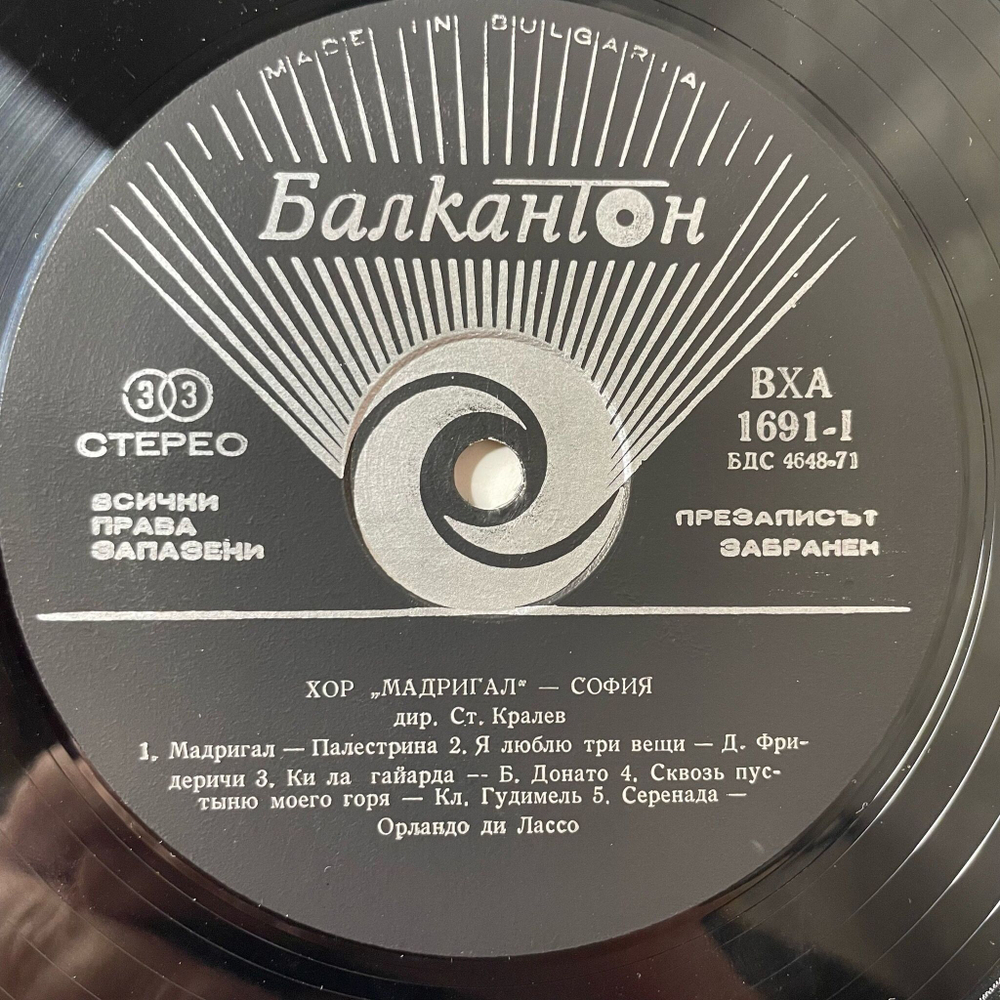 MADE IN BULGARIA
Балкантон
33
СТЕРЕО
ВСИЧКИ
ПРАВА
ЗАПАЗЕНИ
ВХА
1691-I
БДС 4648-71
ПРЕЗАПИСЪТ
ЗАБРАНЕН
ХОР „МАДРИГАЛ“ — СОФИЯ
дир. Ст. Кралев
1. Мадригал — Палестрина 2. Я люблю три вещи — Д. Фри-
деричи 3. Ки ла гайарда -- Б. Донато 4. Сквозь пус-
тыню моего горя — Кл. Гудимель 5. Серенада —
Орландо ди Лассо